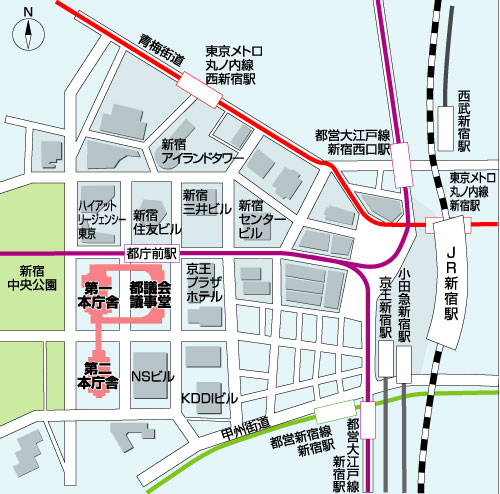 N
青梅街道
東京メトロ
丸ノ内線
西新宿駅
西武新宿駅
都営大江戸線
新宿西口駅
新宿
アイランドタワー
東京メトロ
丸ノ内線
新宿駅
ハイアット
リージェンシー
東京
新宿
住友ビル
新宿
三井ビル
新宿
センター
ビル
都庁前駅
JR新宿駅
新宿
中央公園
第一
本庁舎
都議会
議事堂
京王
プラザ
ホテル
小田急新宿駅
京王新宿駅
第二
本庁舎
NSビル
KDDIビル
甲州街道
都営新宿線
新宿駅
都営大江戸線
新宿駅